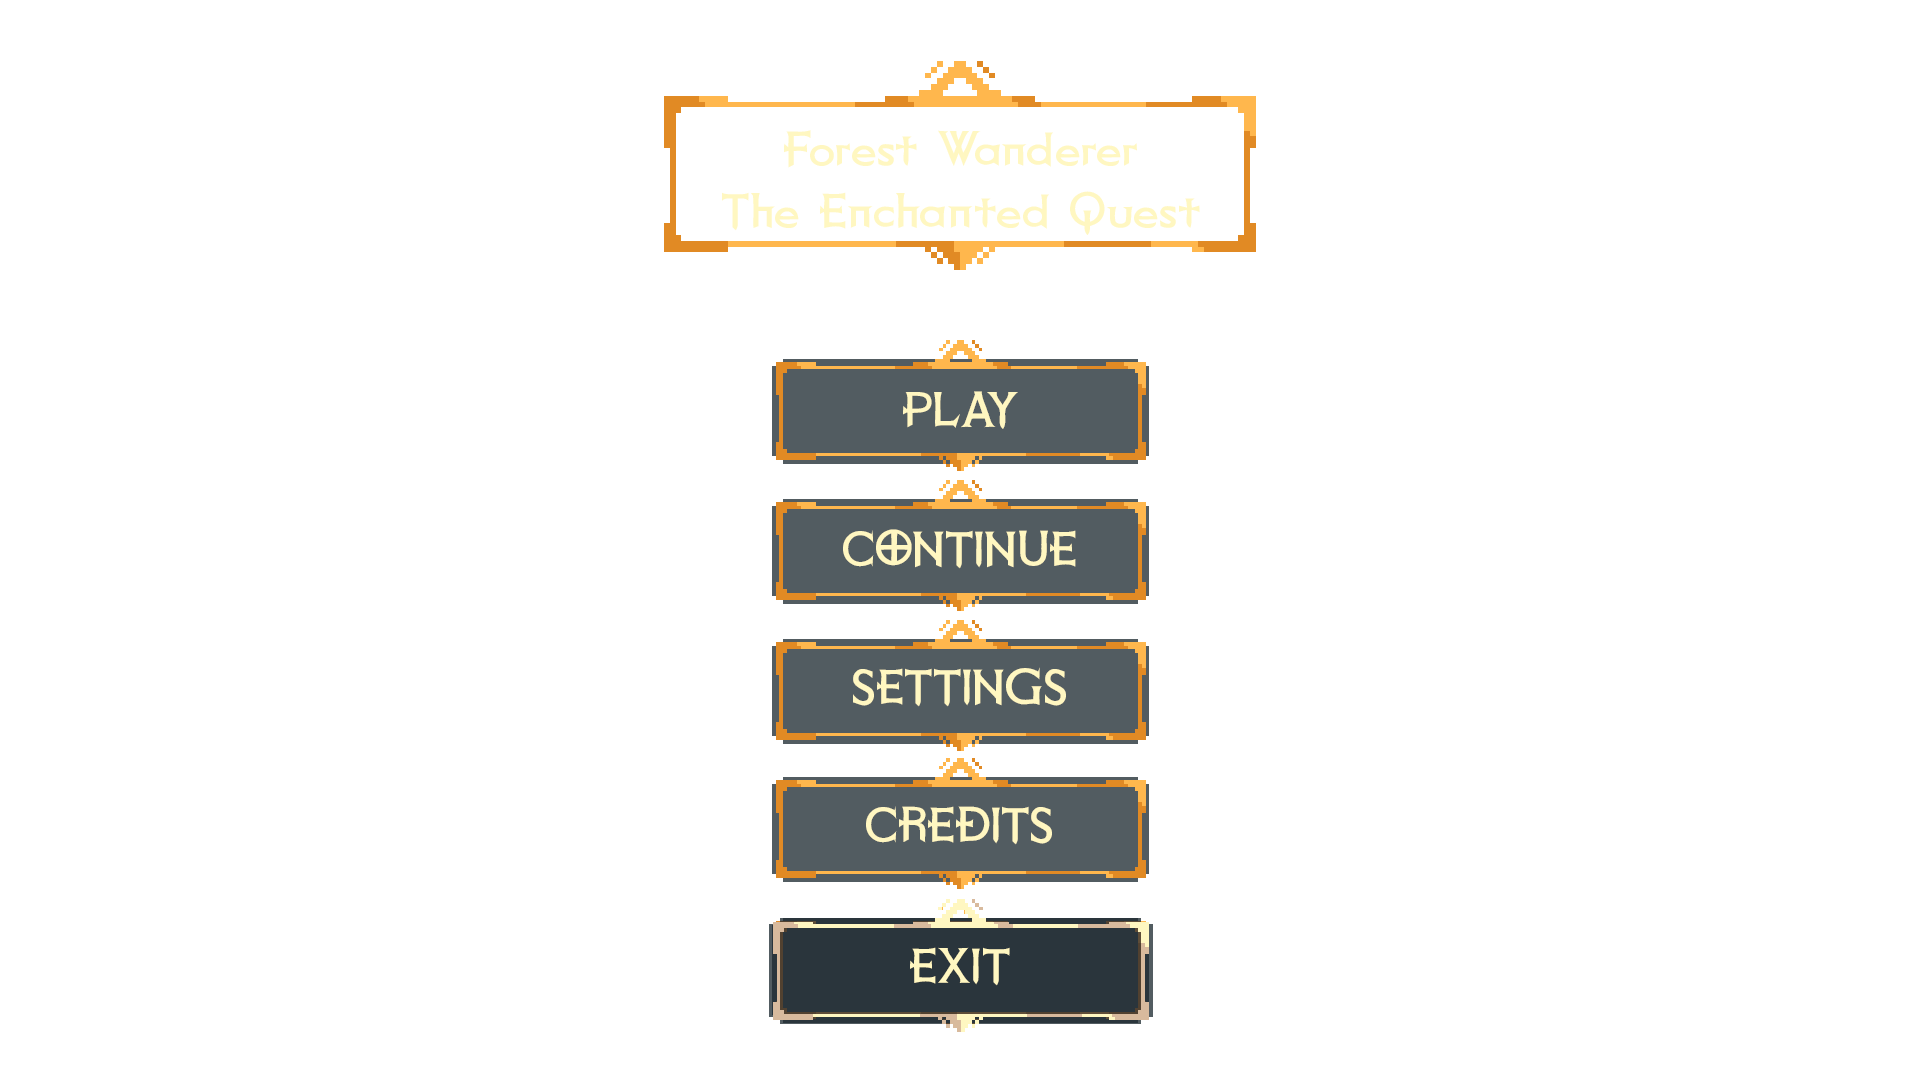 Forest Wanderer
The Enchanted Quest
PLAY
CONTINUE
SETTINGS
CREDITS
EXIT